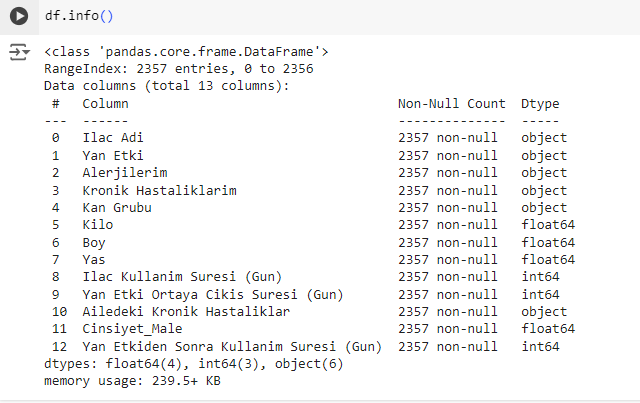 df.info()
<class 'pandas.core.frame.DataFrame'>
RangeIndex: 2357 entries, 0 to 2356
Data columns (total 13 columns):
 #   Column                                   Non-Null Count  Dtype
---  ------                                   --------------  -----
 0   Ilac Adi                                 2357 non-null   object
 1   Yan Etki                                 2357 non-null   object
 2   Alerjilerim                              2357 non-null   object
 3   Kronik Hastaliklarim                     2357 non-null   object
 4   Kan Grubu                                2357 non-null   object
 5   Kilo                                     2357 non-null   float64
 6   Boy                                      2357 non-null   float64
 7   Yas                                      2357 non-null   float64
 8   Ilac Kullanim Suresi (Gun)               2357 non-null   int64
 9   Yan Etki Ortaya Cikis Suresi (Gun)       2357 non-null   int64
 10  Ailedeki Kronik Hastaliklar              2357 non-null   object
 11  Cinsiyet_Male                            2357 non-null   float64
 12  Yan Etkiden Sonra Kullanim Suresi (Gun)  2357 non-null   int64
dtypes: float64(4), int64(3), object(6)
memory usage: 239.5+ KB